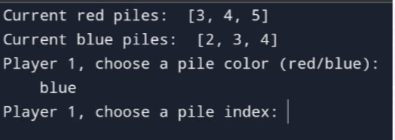 Current red piles:  [3, 4, 5]
Current blue piles:  [2, 3, 4]
Player 1, choose a pile color (red/blue):
blue
Player 1, choose a pile index: